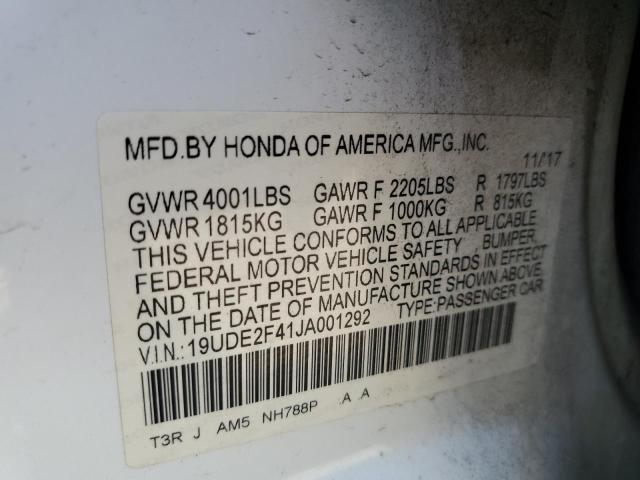 MFD.BY HONDA OF AMERICA MFG.,INC. 11/17
GVWR 4001LBS GAWR F 2205LBS R 1797LBS
GVWR 1815KG GAWR F 1000KG R 815KG
THIS VEHICLE CONFORMS TO ALL APPLICABLE
FEDERAL MOTOR VEHICLE SAFETY , BUMPER,
AND THEFT PREVENTION STANDARDS IN EFFECT
ON THE DATE OF MANUFACTURE SHOWN ABOVE.
V.I.N.: 19UDE2F41JA001292 TYPE:PASSENGER CAR
T3R J AM5 NH788P A A